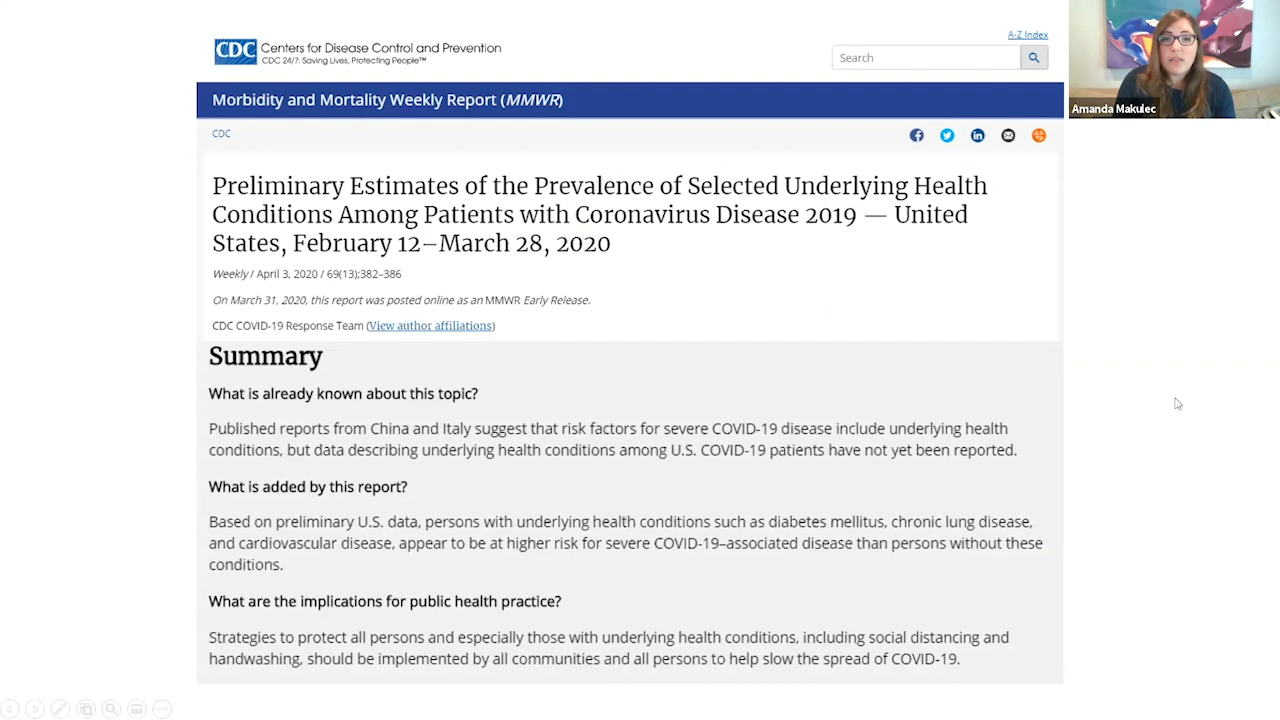 CDC
Centers for Disease Control and Prevention
CDC 24/7: Saving Lives, Protecting People™
A-Z Index
Search
Amanda Makulec
Morbidity and Mortality Weekly Report (MMWR)
CDC
Preliminary Estimates of the Prevalence of Selected Underlying Health
Conditions Among Patients with Coronavirus Disease 2019 — United
States, February 12–March 28, 2020
Weekly / April 3, 2020 / 69(13);382–386
On March 31, 2020, this report was posted online as an MMWR Early Release.
CDC COVID-19 Response Team (View author affiliations)
Summary
What is already known about this topic?
Published reports from China and Italy suggest that risk factors for severe COVID-19 disease include underlying health
conditions, but data describing underlying health conditions among U.S. COVID-19 patients have not yet been reported.
What is added by this report?
Based on preliminary U.S. data, persons with underlying health conditions such as diabetes mellitus, chronic lung disease,
and cardiovascular disease, appear to be at higher risk for severe COVID-19–associated disease than persons without these
conditions.
What are the implications for public health practice?
Strategies to protect all persons and especially those with underlying health conditions, including social distancing and
handwashing, should be implemented by all communities and all persons to help slow the spread of COVID-19.